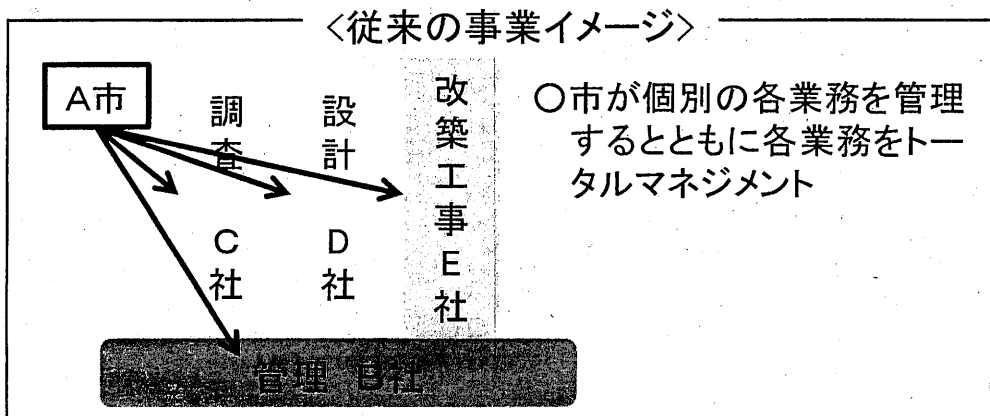 <従来の事業イメージ>
A市
調査
C社
設計
D社
改築工事E社
管理 B社
〇市が個別の各業務を管理
するとともに各業務をトー
タルマネジメント